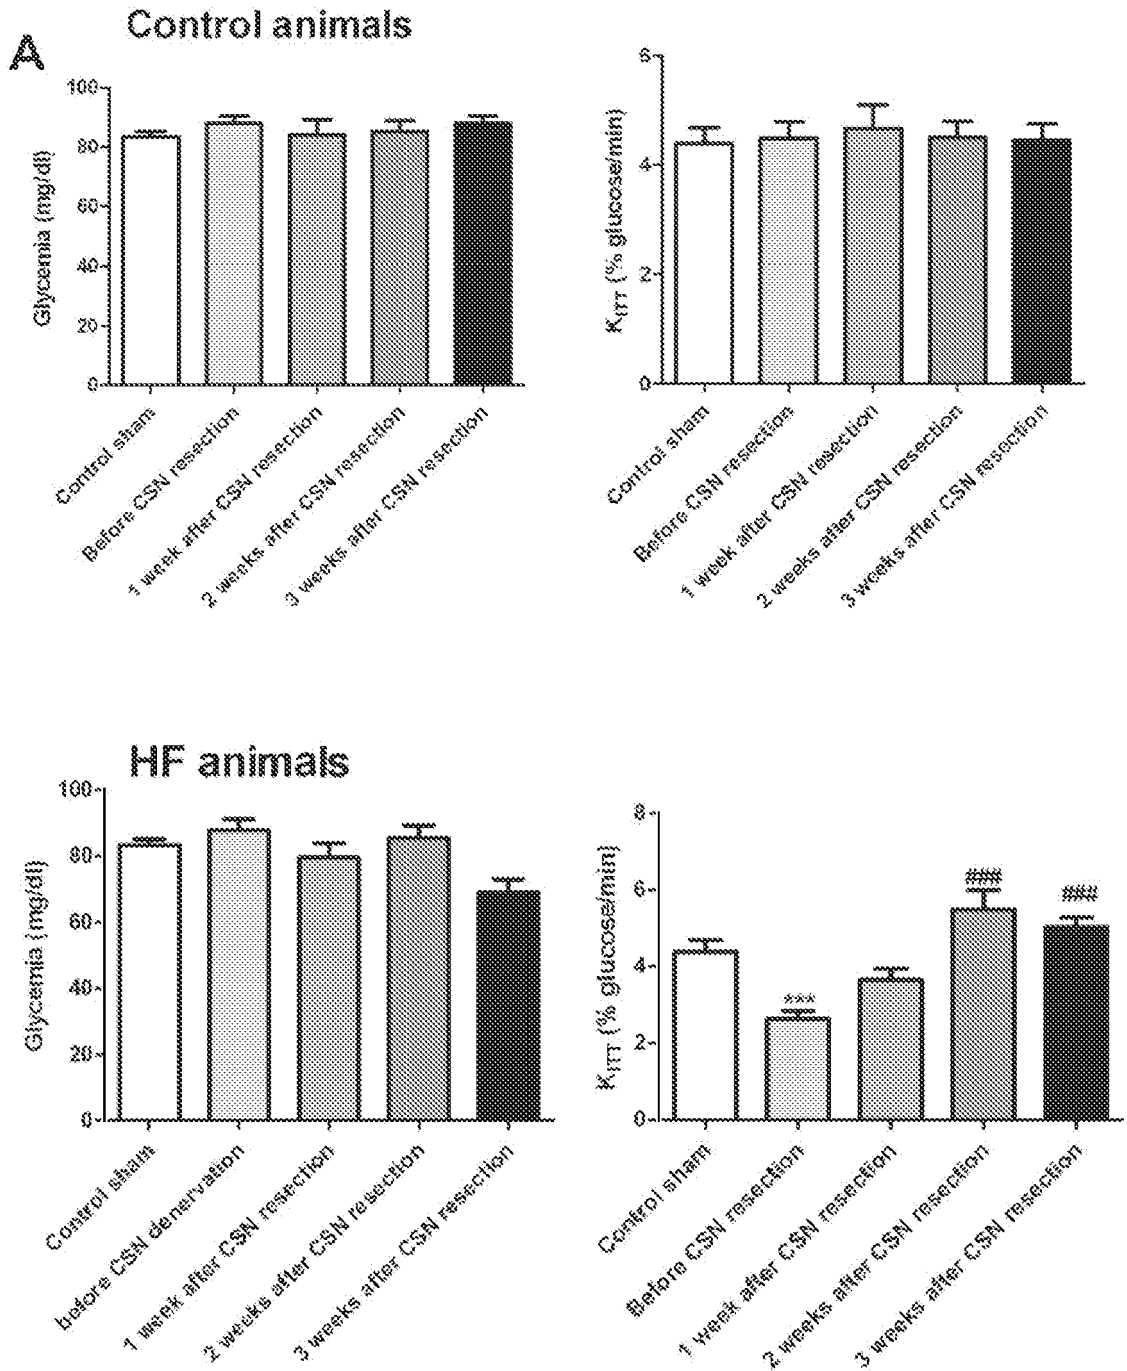 A
Control animals
100
80
60
40
20
0
Glycemia (mg/dl)
Control sham
Before CSN resection
1 week after CSN resection
2 weeks after CSN resection
3 weeks after CSN resection
6
4
2
0
KITT (% glucose/min)
Control sham
Before CSN resection
1 week after CSN resection
2 weeks after CSN resection
3 weeks after CSN resection
HF animals
100
80
60
40
20
0
Glycemia (mg/dl)
Control sham
before CSN denervation
1 week after CSN resection
2 weeks after CSN resection
3 weeks after CSN resection
8
6
4
2
0
KITT (% glucose/min)
***
###
###
Control sham
Before CSN resection
1 week after CSN resection
2 weeks after CSN resection
3 weeks after CSN resection